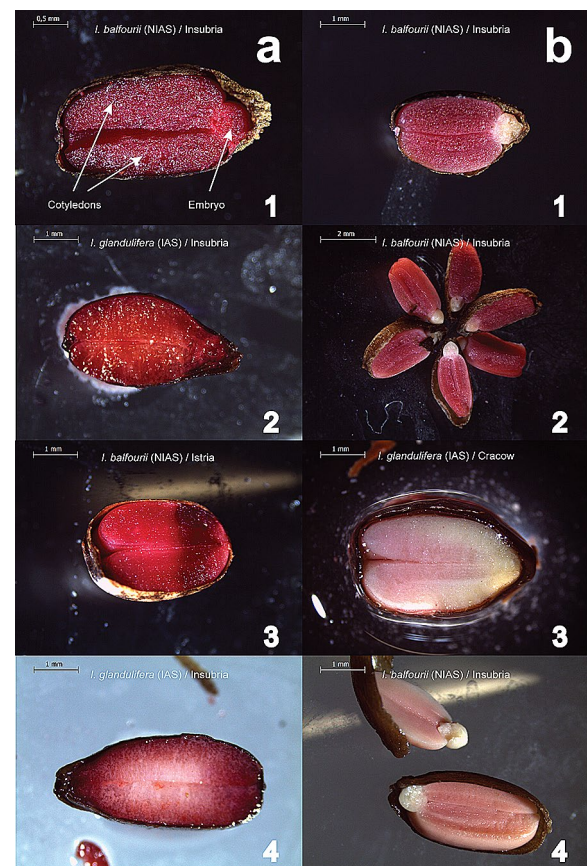 0,5 mm
I. balfourii (NIAS) / Insubria
a
Cotyledons
Embryo
1
1 mm
I. balfourii (NIAS) / Insubria
b
1
1 mm
I. glandulifera (IAS) / Insubria
2
2 mm
I. balfourii (NIAS) / Insubria
2
1 mm
I. balfourii (NIAS) / Istria
3
1 mm
I. glandulifera (IAS) / Cracow
3
1 mm
I. glandulifera (IAS) / Insubria
4
1 mm
I. balfourii (NIAS) / Insubria
4